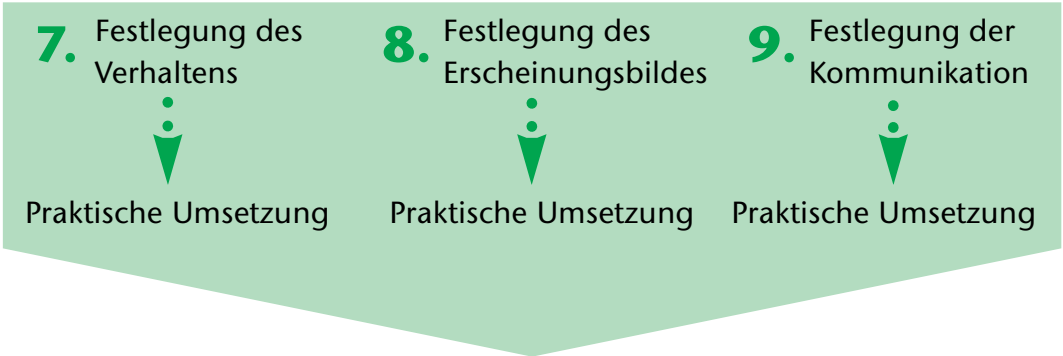 7. Festlegung des
Verhaltens
Praktische Umsetzung
8. Festlegung des
Erscheinungsbildes
Praktische Umsetzung
9. Festlegung der
Kommunikation
Praktische Umsetzung